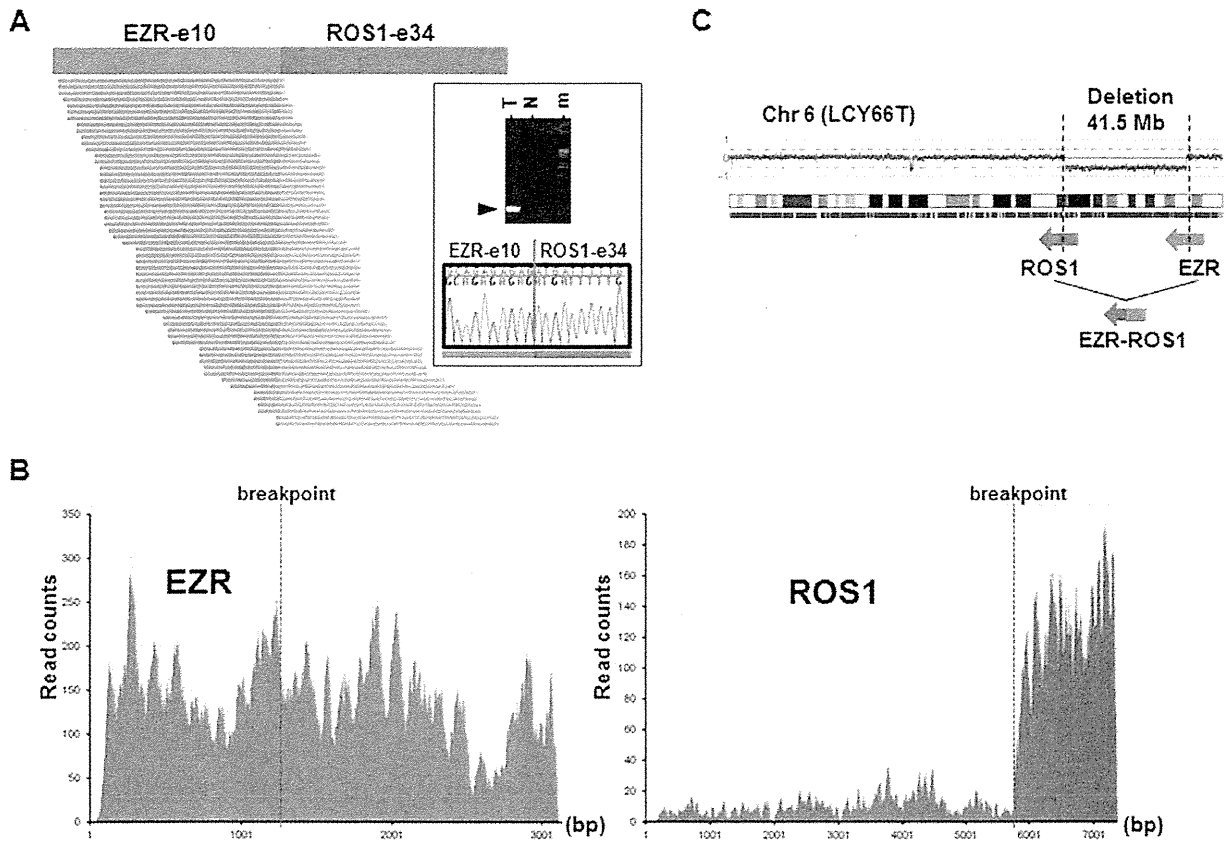 A
EZR-e10 ROS1-e34
T N m
EZR-e10 ROS1-e34
C
Chr 6 (LCY66T)
Deletion
41.5 Mb
ROS1
EZR
EZR-ROS1
B
breakpoint
EZR
Read counts
350
300
250
200
150
100
50
0
1 1001 2001 3001 (bp)
breakpoint
ROS1
Read counts
200
180
160
140
120
100
80
60
40
20
0
1 1001 2001 3001 4001 5001 6001 7001 (bp)